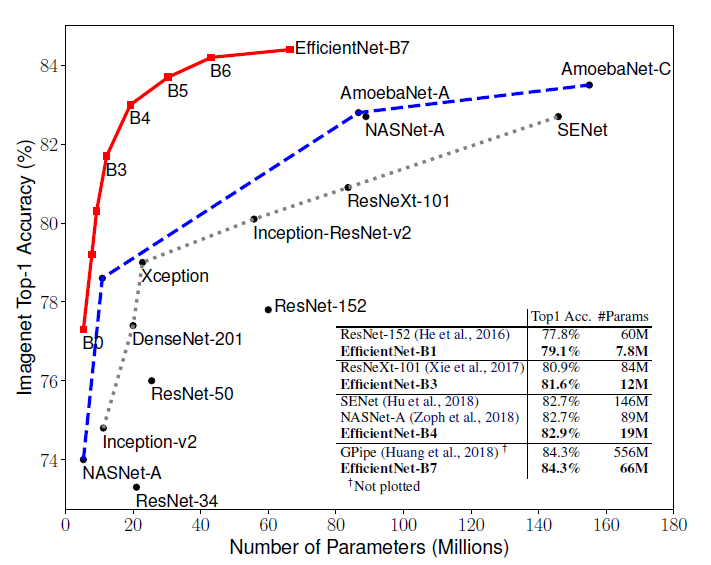 84
82
80
78
76
74
Imagenet Top-1 Accuracy (%)
EfficientNet-B7
B6
B5
B4
B3
B0
AmoebaNet-C
AmoebaNet-A
NASNet-A
SENet
ResNeXt-101
Inception-ResNet-v2
Xception
ResNet-152
DenseNet-201
ResNet-50
Inception-v2
NASNet-A
ResNet-34
Top1 Acc. #Params
ResNet-152 (He et al., 2016) 77.8% 60M
EfficientNet-B1 79.1% 7.8M
ResNeXt-101 (Xie et al., 2017) 80.9% 84M
EfficientNet-B3 81.6% 12M
SENet (Hu et al., 2018) 82.7% 146M
NASNet-A (Zoph et al., 2018) 82.7% 89M
EfficientNet-B4 82.9% 19M
GPipe (Huang et al., 2018) † 84.3% 556M
EfficientNet-B7 84.3% 66M
†Not plotted
0 20 40 60 80 100 120 140 160 180
Number of Parameters (Millions)